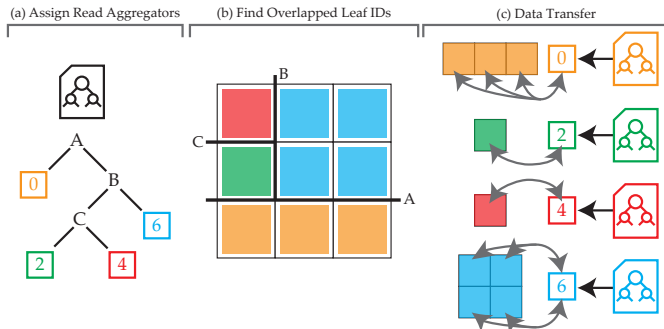 (a) Assign Read Aggregators
(b) Find Overlapped Leaf IDs
(c) Data Transfer
A
0
B
C
6
2
4
B
C
A
0
2
4
6